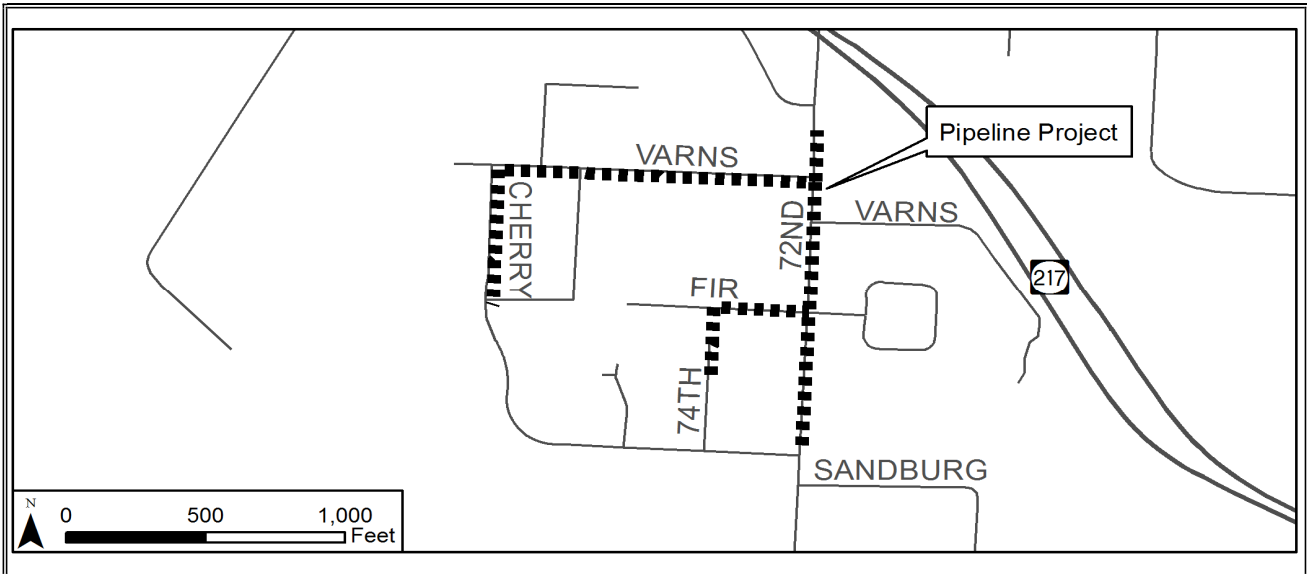 Pipeline Project
VARNS
CHERRY
72ND
VARNS
217
FIR
74TH
SANDBURG
N
0 500 1,000
Feet